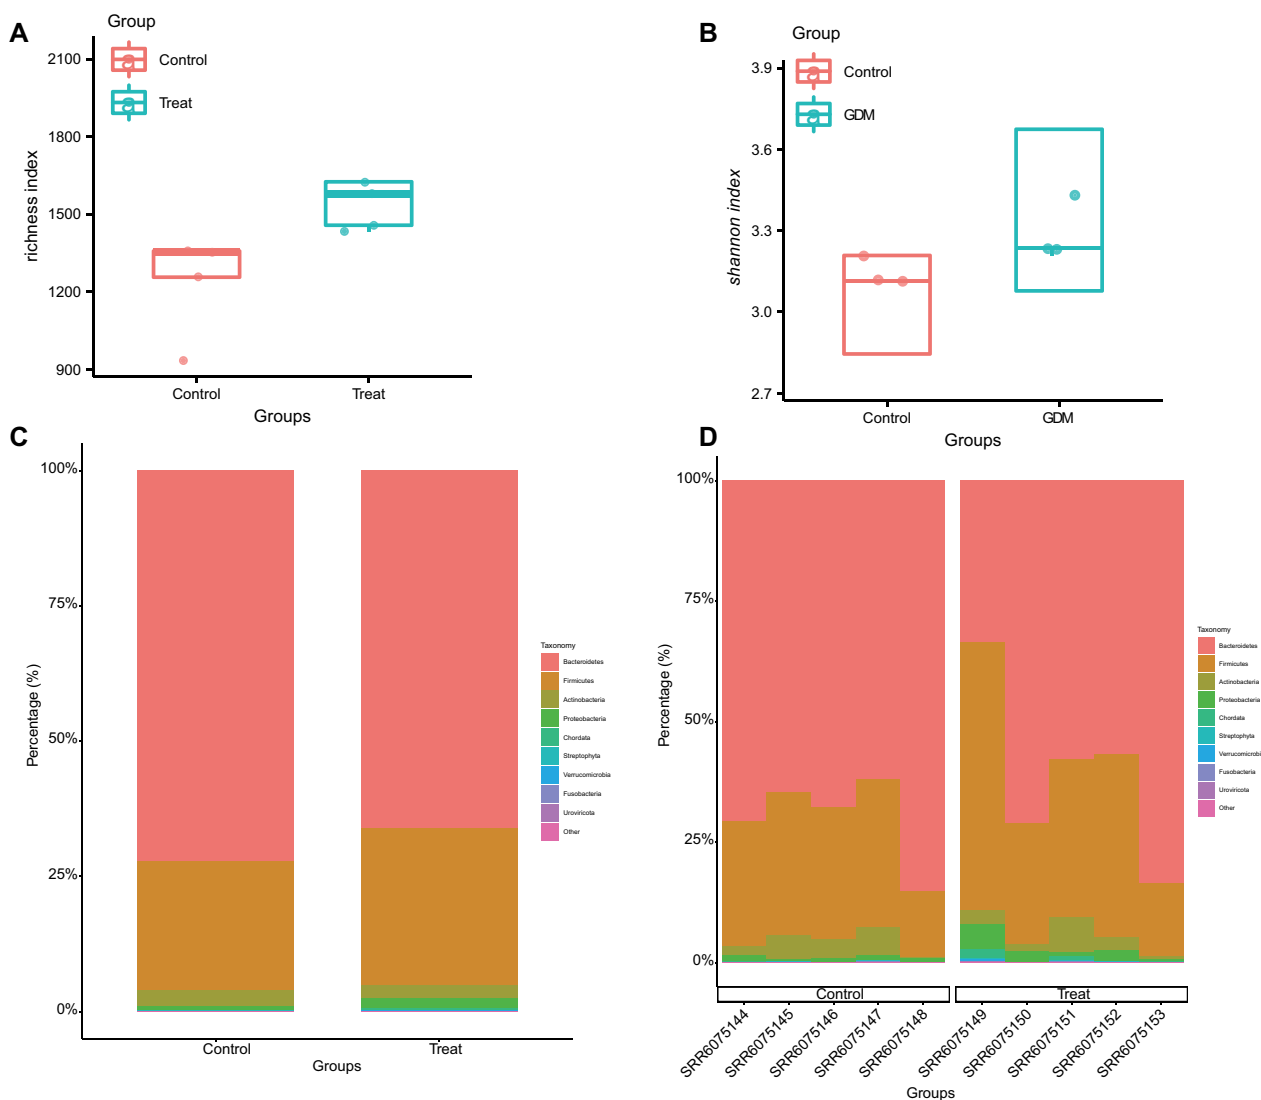 A
Group
Control
Treat
2100
1800
1500
1200
900
richness index
Control
Treat
Groups
B
Group
Control
GDM
3.9
3.6
3.3
3.0
2.7
shannon index
Control
GDM
Groups
C
100%
75%
50%
25%
0%
Percentage (%)
Control
Treat
Groups
Taxonomy
Bacteroidetes
Firmicutes
Actinobacteria
Proteobacteria
Chordata
Streptophyta
Verrucomicrobia
Fusobacteria
Uroviricota
Other
D
100%
75%
50%
25%
0%
Percentage (%)
Control
Treat
SRR6075144
SRR6075145
SRR6075146
SRR6075147
SRR6075148
SRR6075149
SRR6075150
SRR6075151
SRR6075152
SRR6075153
Groups
Taxonomy
Bacteroidetes
Firmicutes
Actinobacteria
Proteobacteria
Chordata
Streptophyta
Verrucomicrobi
Fusobacteria
Uroviricota
Other